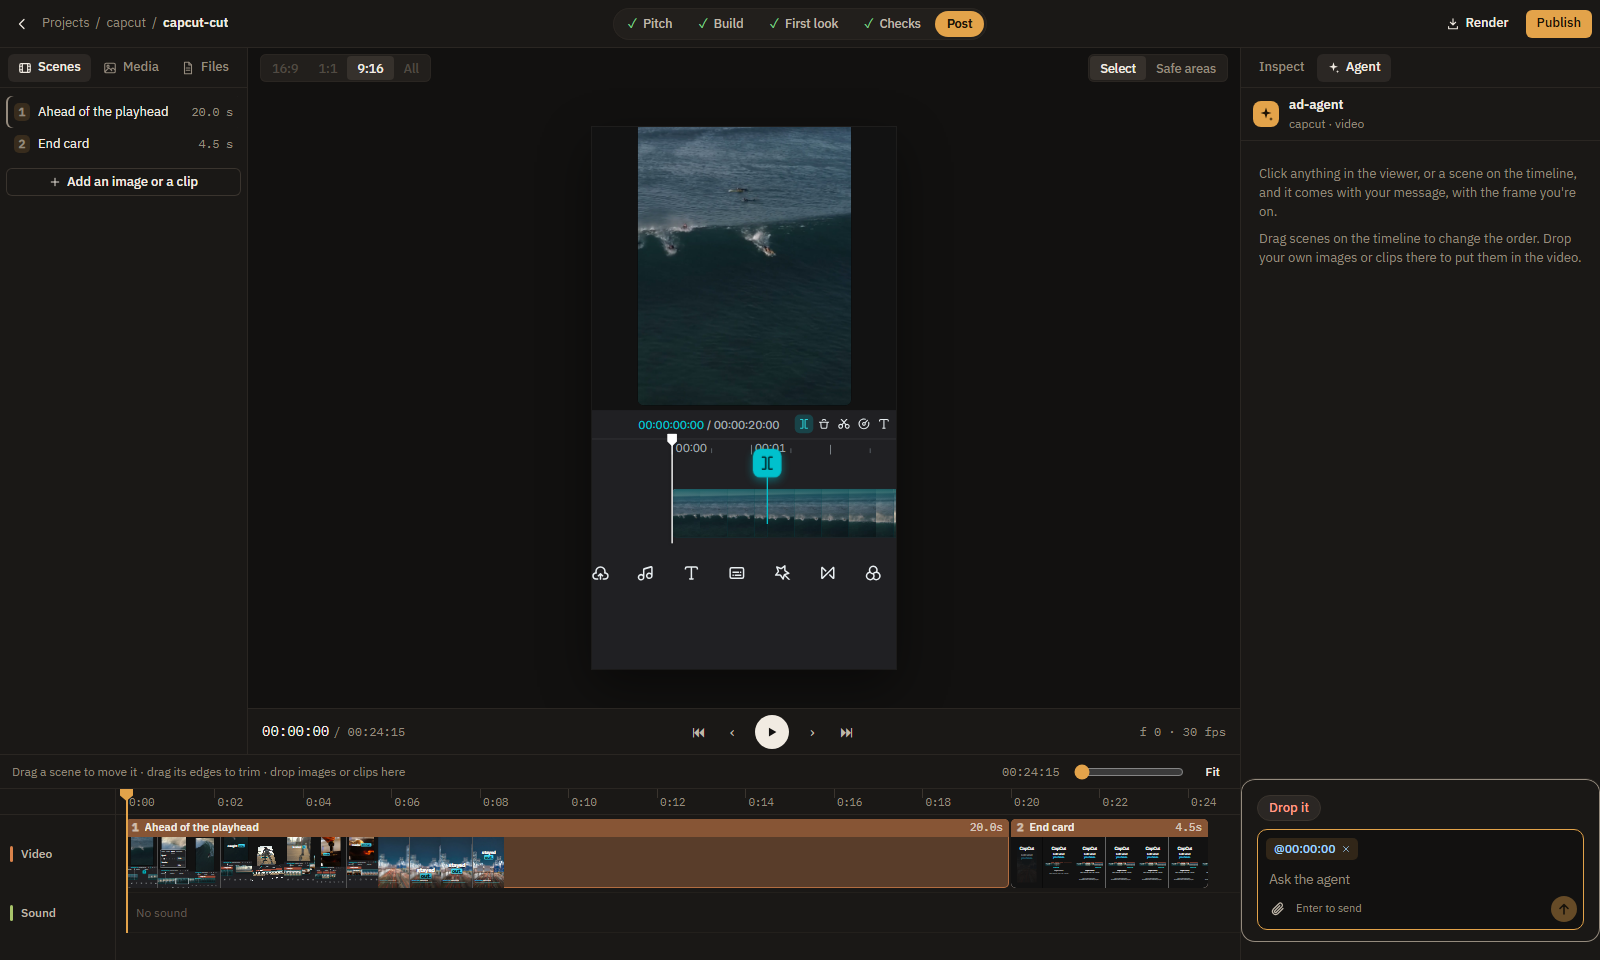 Projects / capcut / capcut-cut
✓ Pitch ✓ Build ✓ First look ✓ Checks Post
Render Publish
Scenes Media Files
16:9 1:1 9:16 All
Select Safe areas
Inspect Agent
1 Ahead of the playhead 20.0 s
2 End card 4.5 s
+ Add an image or a clip
ad-agent
capcut · video
Click anything in the viewer, or a scene on the timeline,
and it comes with your message, with the frame you're
on.
Drag scenes on the timeline to change the order. Drop
your own images or clips there to put them in the video.
00:00:00:00 / 00:00:20:00
00:00 00:01
00:00:00 / 00:24:15
f 0 · 30 fps
Drag a scene to move it · drag its edges to trim · drop images or clips here
00:24:15 Fit
0:00 0:02 0:04 0:06 0:08 0:10 0:12 0:14 0:16 0:18 0:20 0:22 0:24
Video
1 Ahead of the playhead 20.0s
2 End card 4.5s
stayed stayed stayed
CapCut CapCut CapCut CapCut CapCut
Sound
No sound
Drop it
@00:00:00 ×
Ask the agent
Enter to send